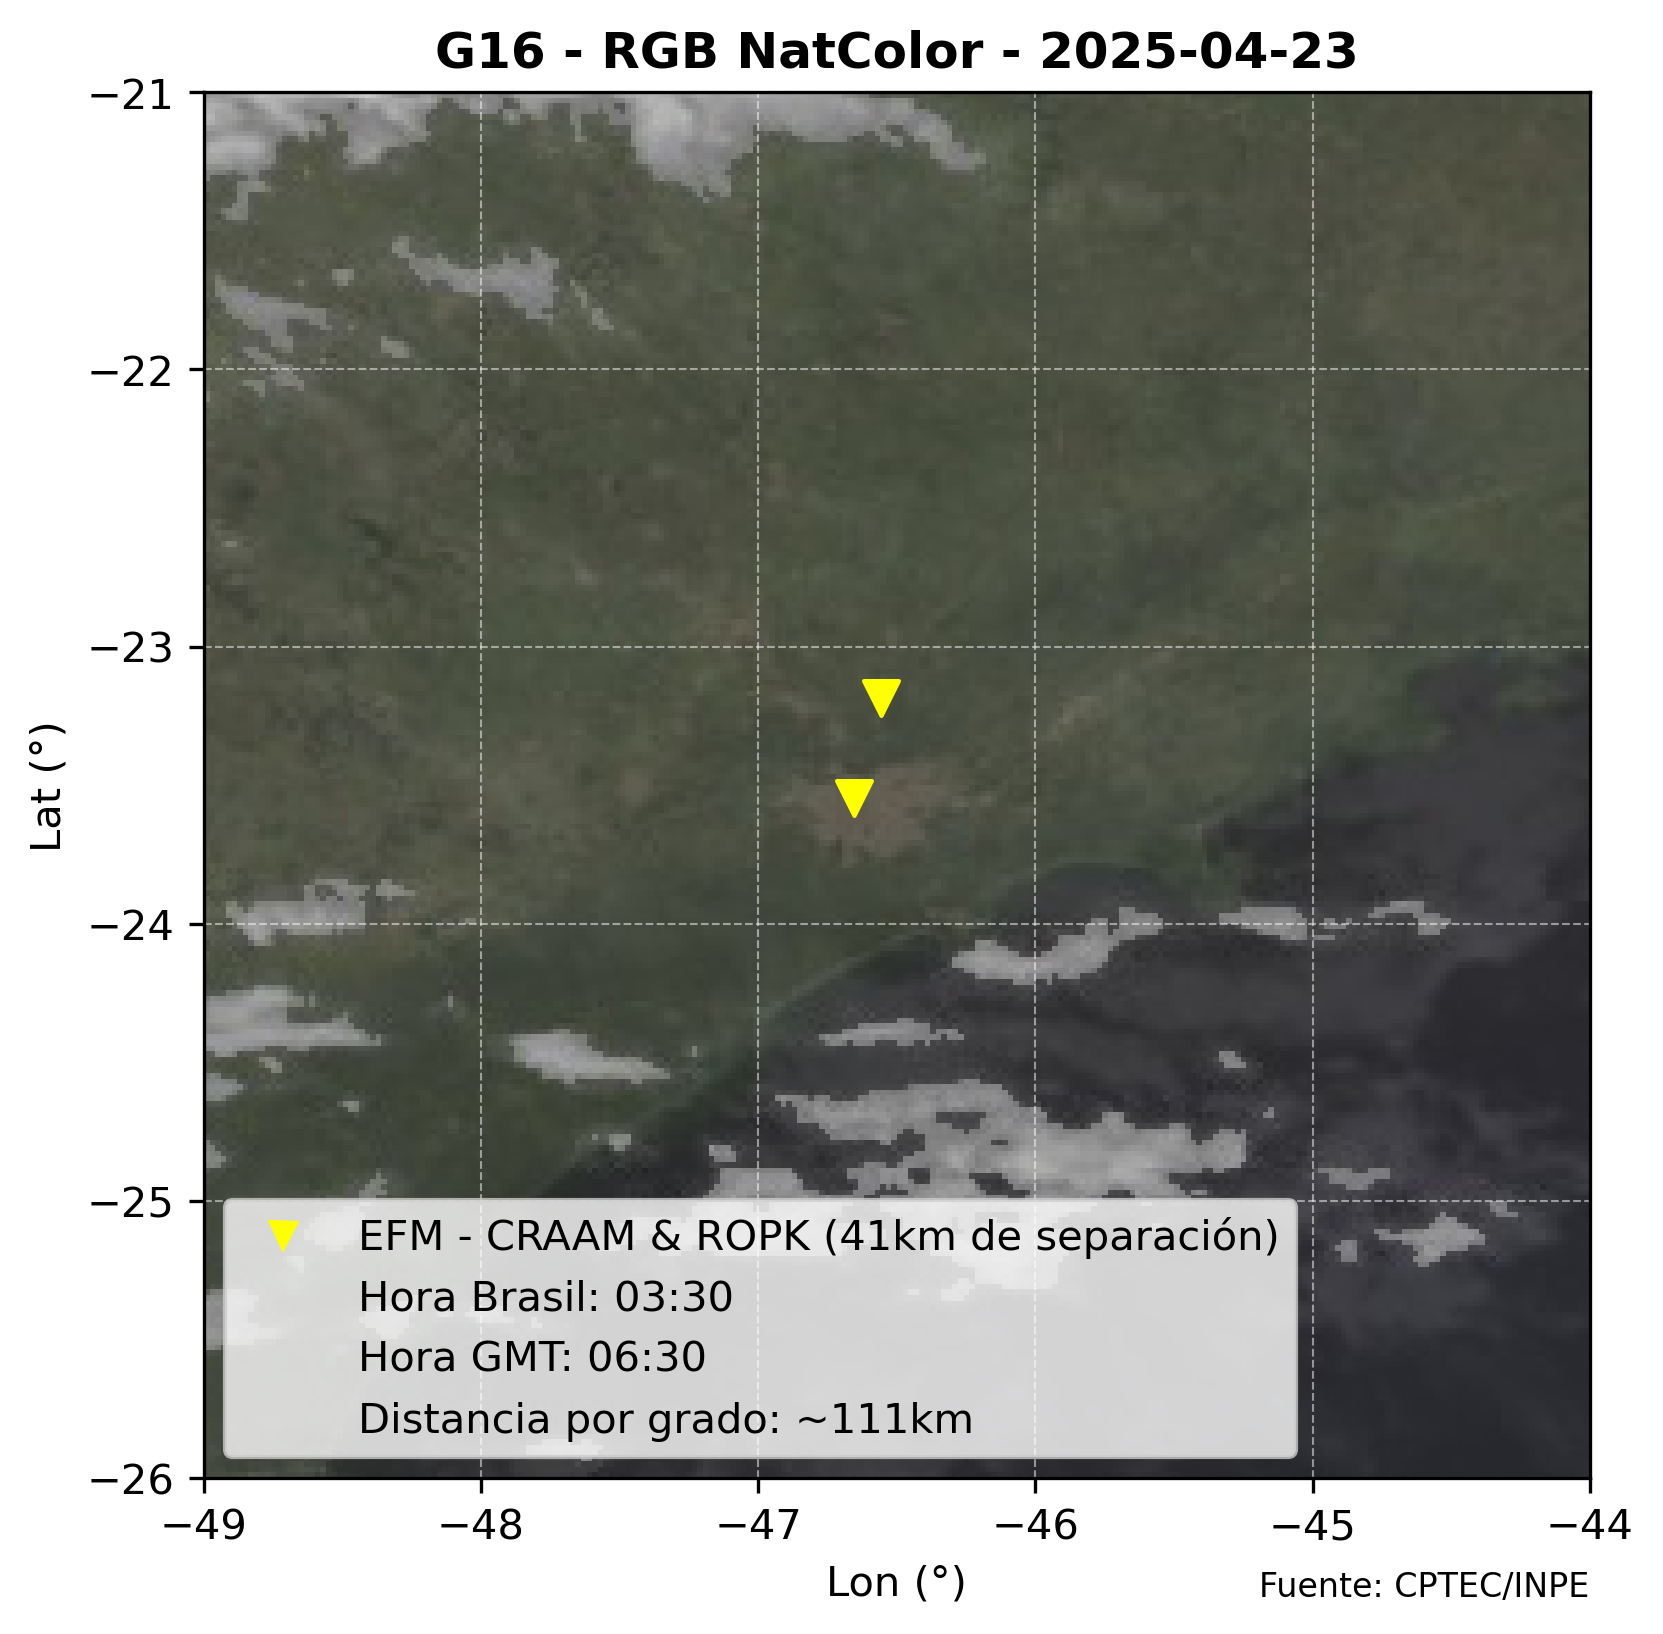 G16 - RGB NatColor - 2025-04-23
−21
−22
−23
−24
−25
−26
Lat (°)
EFM - CRAAM & ROPK (41km de separación)
Hora Brasil: 03:30
Hora GMT: 06:30
Distancia por grado: ~111km
−49 −48 −47 −46 −45 −44
Lon (°)
Fuente: CPTEC/INPE